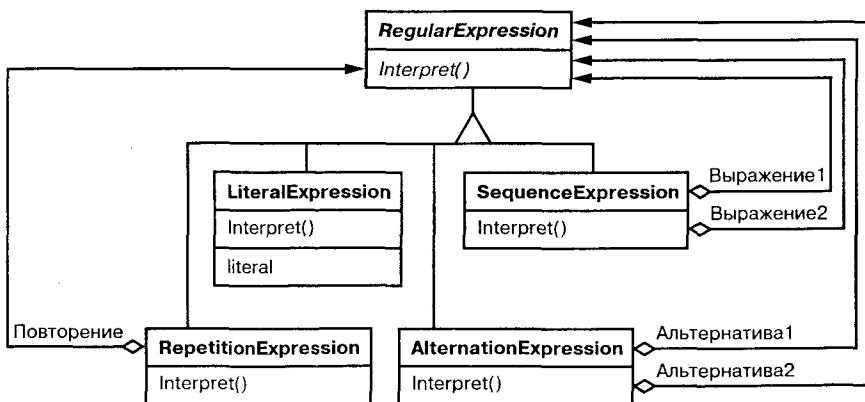 RegularExpression
Interpret()
LiteralExpression
Interpret()
literal
SequenceExpression
Interpret()
Выражение1
Выражение2
Повторение
RepetitionExpression
Interpret()
AlternationExpression
Interpret()
Альтернатива1
Альтернатива2